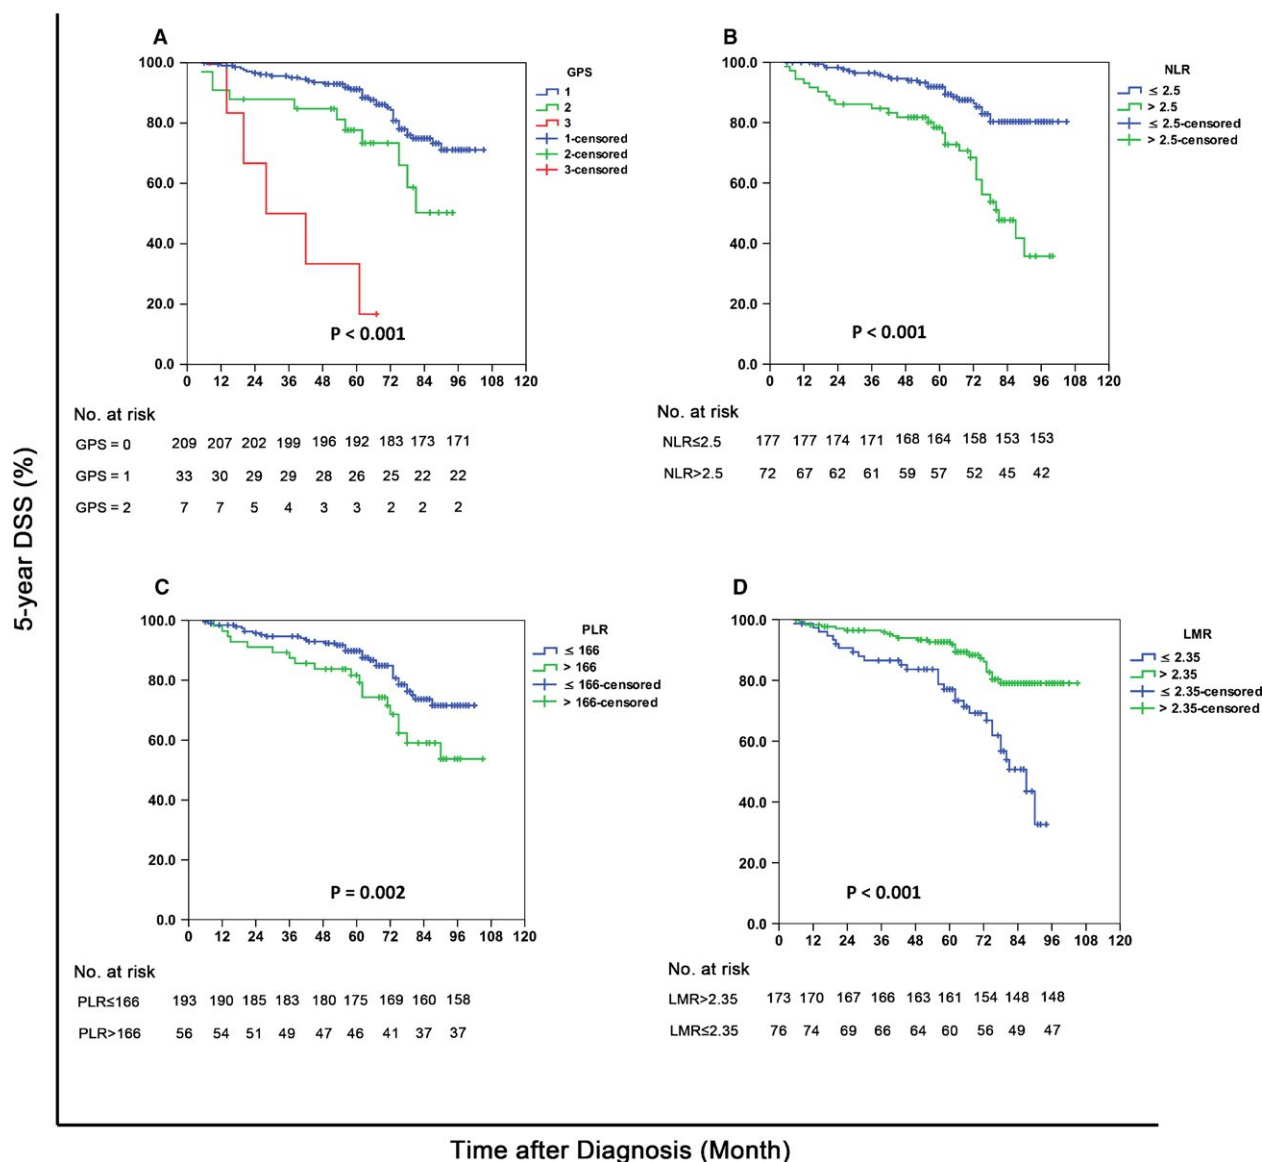 A
100.0
80.0
60.0
40.0
20.0
0.0
0 12 24 36 48 60 72 84 96 108 120
GPS
1
2
3
1-censored
2-censored
3-censored
P < 0.001
No. at risk
GPS = 0 209 207 202 199 196 192 183 173 171
GPS = 1 33 30 29 29 28 26 25 22 22
GPS = 2 7 7 5 4 3 3 2 2 2
B
100.0
80.0
60.0
40.0
20.0
0.0
0 12 24 36 48 60 72 84 96 108 120
NLR
≤ 2.5
> 2.5
≤ 2.5-censored
> 2.5-censored
P < 0.001
No. at risk
NLR≤2.5 177 177 174 171 168 164 158 153 153
NLR>2.5 72 67 62 61 59 57 52 45 42
5-year DSS (%)
C
100.0
80.0
60.0
40.0
20.0
0.0
0 12 24 36 48 60 72 84 96 108 120
PLR
≤ 166
> 166
≤ 166-censored
> 166-censored
P = 0.002
No. at risk
PLR≤166 193 190 185 183 180 175 169 160 158
PLR>166 56 54 51 49 47 46 41 37 37
D
100.0
80.0
60.0
40.0
20.0
0.0
0 12 24 36 48 60 72 84 96 108 120
LMR
≤ 2.35
> 2.35
≤ 2.35-censored
> 2.35-censored
P < 0.001
No. at risk
LMR>2.35 173 170 167 166 163 161 154 148 148
LMR≤2.35 76 74 69 66 64 60 56 49 47
Time after Diagnosis (Month)